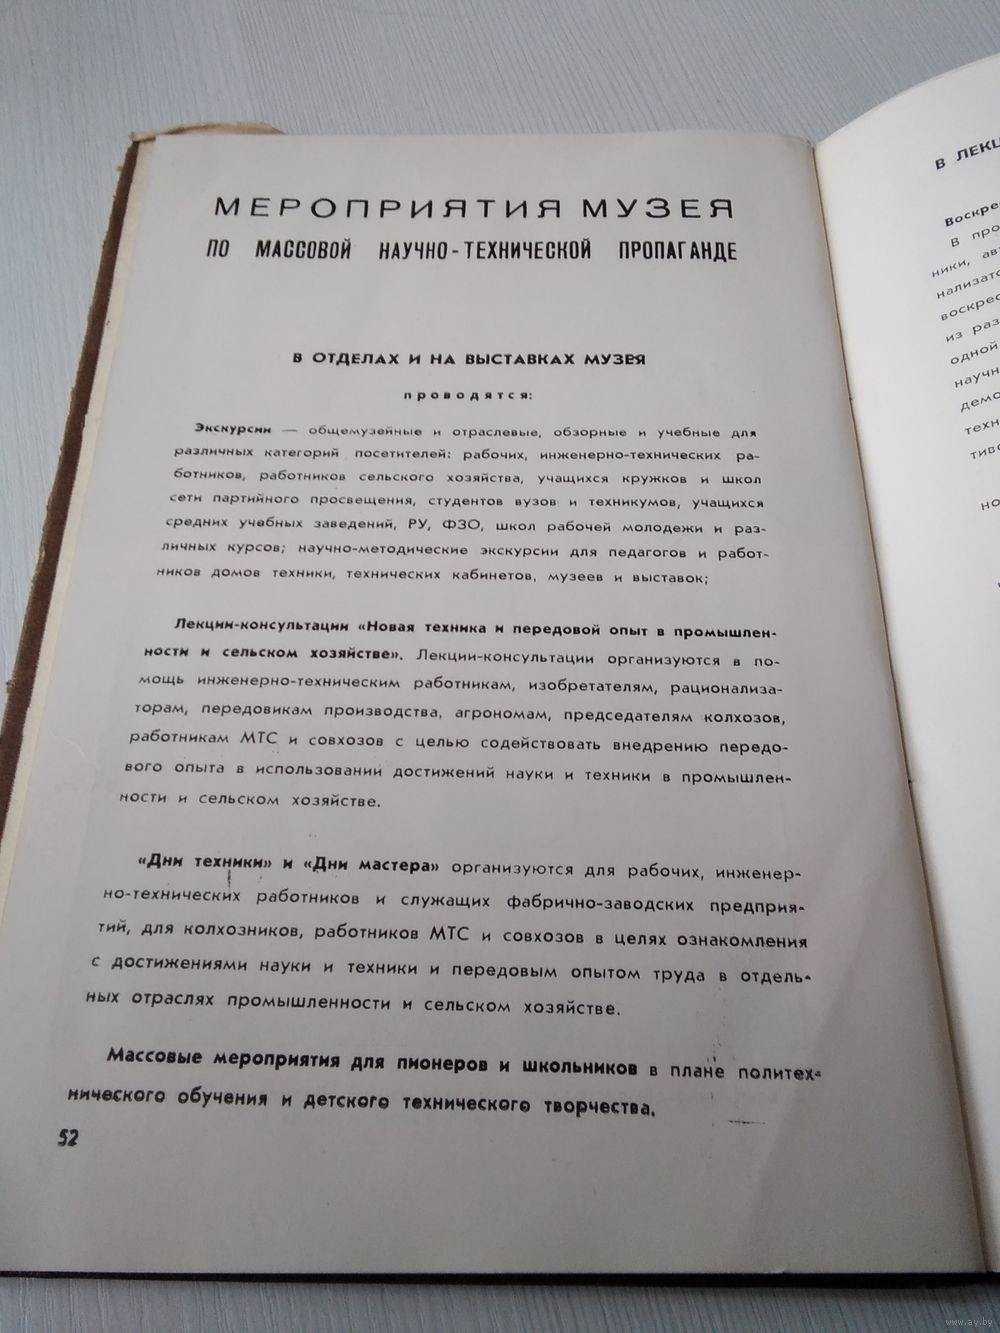 МЕРОПРИЯТИЯ МУЗЕЯ
ПО МАССОВОЙ НАУЧНО-ТЕХНИЧЕСКОЙ ПРОПАГАНДЕ
В ОТДЕЛАХ И НА ВЫСТАВКАХ МУЗЕЯ
проводятся:
Экскурсии — общемузейные и отраслевые, обзорные и учебные для
различных категорий посетителей: рабочих, инженерно-технических ра-
ботников, работников сельского хозяйства, учащихся кружков и школ
сети партийного просвещения, студентов вузов и техникумов, учащихся
средних учебных заведений, РУ, ФЗО, школ рабочей молодежи и раз-
личных курсов; научно-методические экскурсии для педагогов и работ-
ников домов техники, технических кабинетов, музеев и выставок;
Лекции-консультации «Новая техника и передовой опыт в промышлен-
ности и сельском хозяйстве». Лекции-консультации организуются в по-
мощь инженерно-техническим работникам, изобретателям, рационализа-
торам, передовикам производства, агрономам, председателям колхозов,
работникам МТС и совхозов с целью содействовать внедрению передо-
вого опыта в использовании достижений науки и техники в промышлен-
ности и сельском хозяйстве.
«Дни техники» и «Дни мастера» организуются для рабочих, инженер-
но-технических работников и служащих фабрично-заводских предприя-
тий, для колхозников, работников МТС и совхозов в целях ознакомления
с достижениями науки и техники и передовым опытом труда в отдель-
ных отраслях промышленности и сельском хозяйстве.
Массовые мероприятия для пионеров и школьников в плане политех-
нического обучения и детского технического творчества.
52
В ЛЕКЦ
Воскре
В про
ники, ав
нализато
воскрес
из раз
одной
научн
демо
техн
тиво
но
www.ay.by